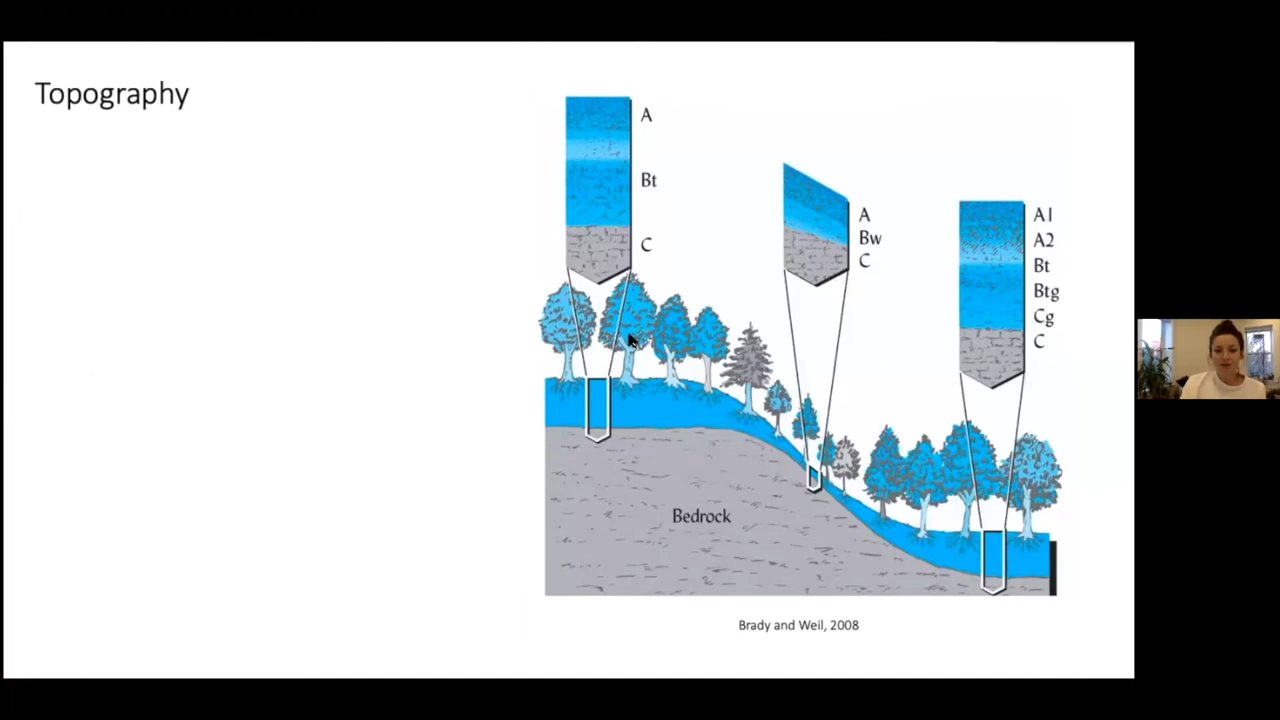 Topography
A
Bt
C
A
Bw
C
A1
A2
Bt
Btg
Cg
C
Bedrock
Brady and Weil, 2008